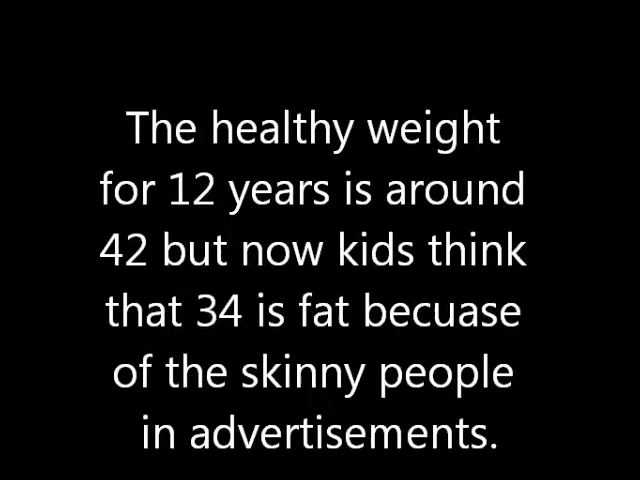 The healthy weight
for 12 years is around
42 but now kids think
that 34 is fat becuase
of the skinny people
in advertisements.